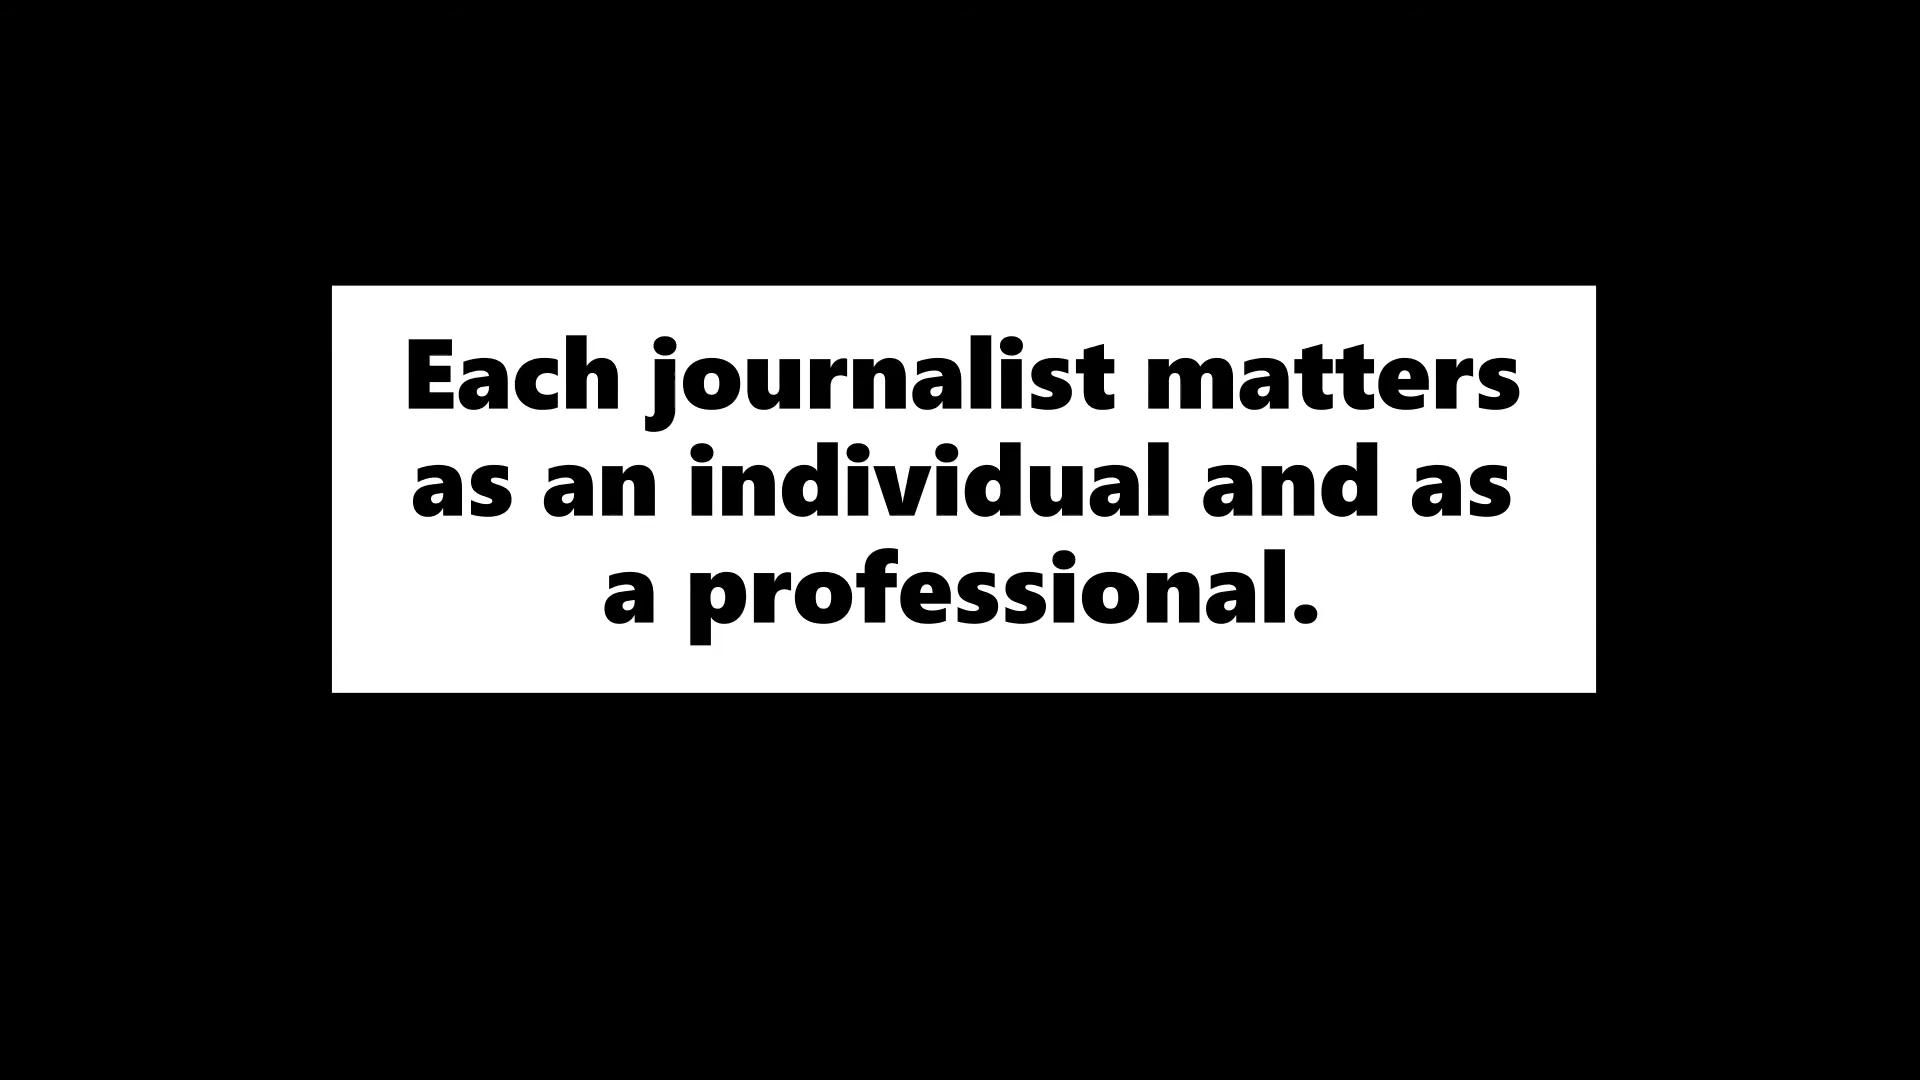 Each journalist matters
as an individual and as
a professional.